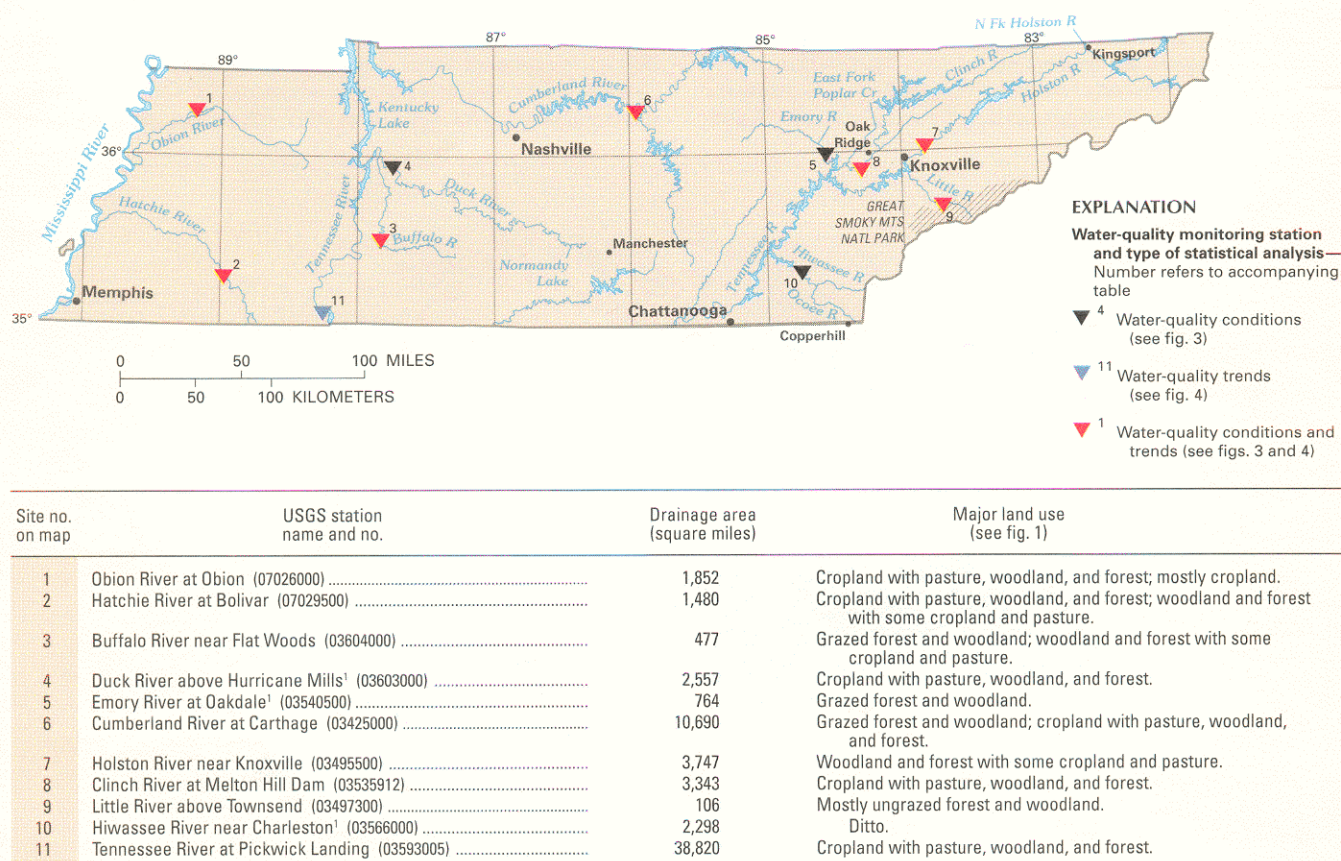 N Fk Holston R
87°
85°
83°
89°
Kingsport
1
Obion River
Mississippi River
Kentucky
Lake
Cumberland River
6
East Fork
Poplar Cr
Clinch R
Holston R
Emory R
Oak
Ridge
7
36°
Nashville
5
8
Knoxville
4
Duck River
Little R
9
Hatchie River
Tennessee River
3
Buffalo R
GREAT
SMOKY MTS
NATL PARK
2
Manchester
Normandy
Lake
Tennessee R
Hiwassee R
10
Ocoee R
Memphis
11
Chattanooga
35°
Copperhill
0 50 100 MILES
0 50 100 KILOMETERS
EXPLANATION
Water-quality monitoring station
and type of statistical analysis—
Number refers to accompanying
table
4 Water-quality conditions
(see fig. 3)
11 Water-quality trends
(see fig. 4)
1 Water-quality conditions and
trends (see figs. 3 and 4)
Site no. USGS station Drainage area Major land use
on map name and no. (square miles) (see fig. 1)
1 Obion River at Obion (07026000) 1,852 Cropland with pasture, woodland, and forest; mostly cropland.
2 Hatchie River at Bolivar (07029500) 1,480 Cropland with pasture, woodland, and forest; woodland and forest
with some cropland and pasture.
3 Buffalo River near Flat Woods (03604000) 477 Grazed forest and woodland; woodland and forest with some
cropland and pasture.
4 Duck River above Hurricane Mills¹ (03603000) 2,557 Cropland with pasture, woodland, and forest.
5 Emory River at Oakdale¹ (03540500) 764 Grazed forest and woodland.
6 Cumberland River at Carthage (03425000) 10,690 Grazed forest and woodland; cropland with pasture, woodland,
and forest.
7 Holston River near Knoxville (03495500) 3,747 Woodland and forest with some cropland and pasture.
8 Clinch River at Melton Hill Dam (03535912) 3,343 Cropland with pasture, woodland, and forest.
9 Little River above Townsend (03497300) 106 Mostly ungrazed forest and woodland.
10 Hiwassee River near Charleston¹ (03566000) 2,298 Ditto.
11 Tennessee River at Pickwick Landing (03593005) 38,820 Cropland with pasture, woodland, and forest.